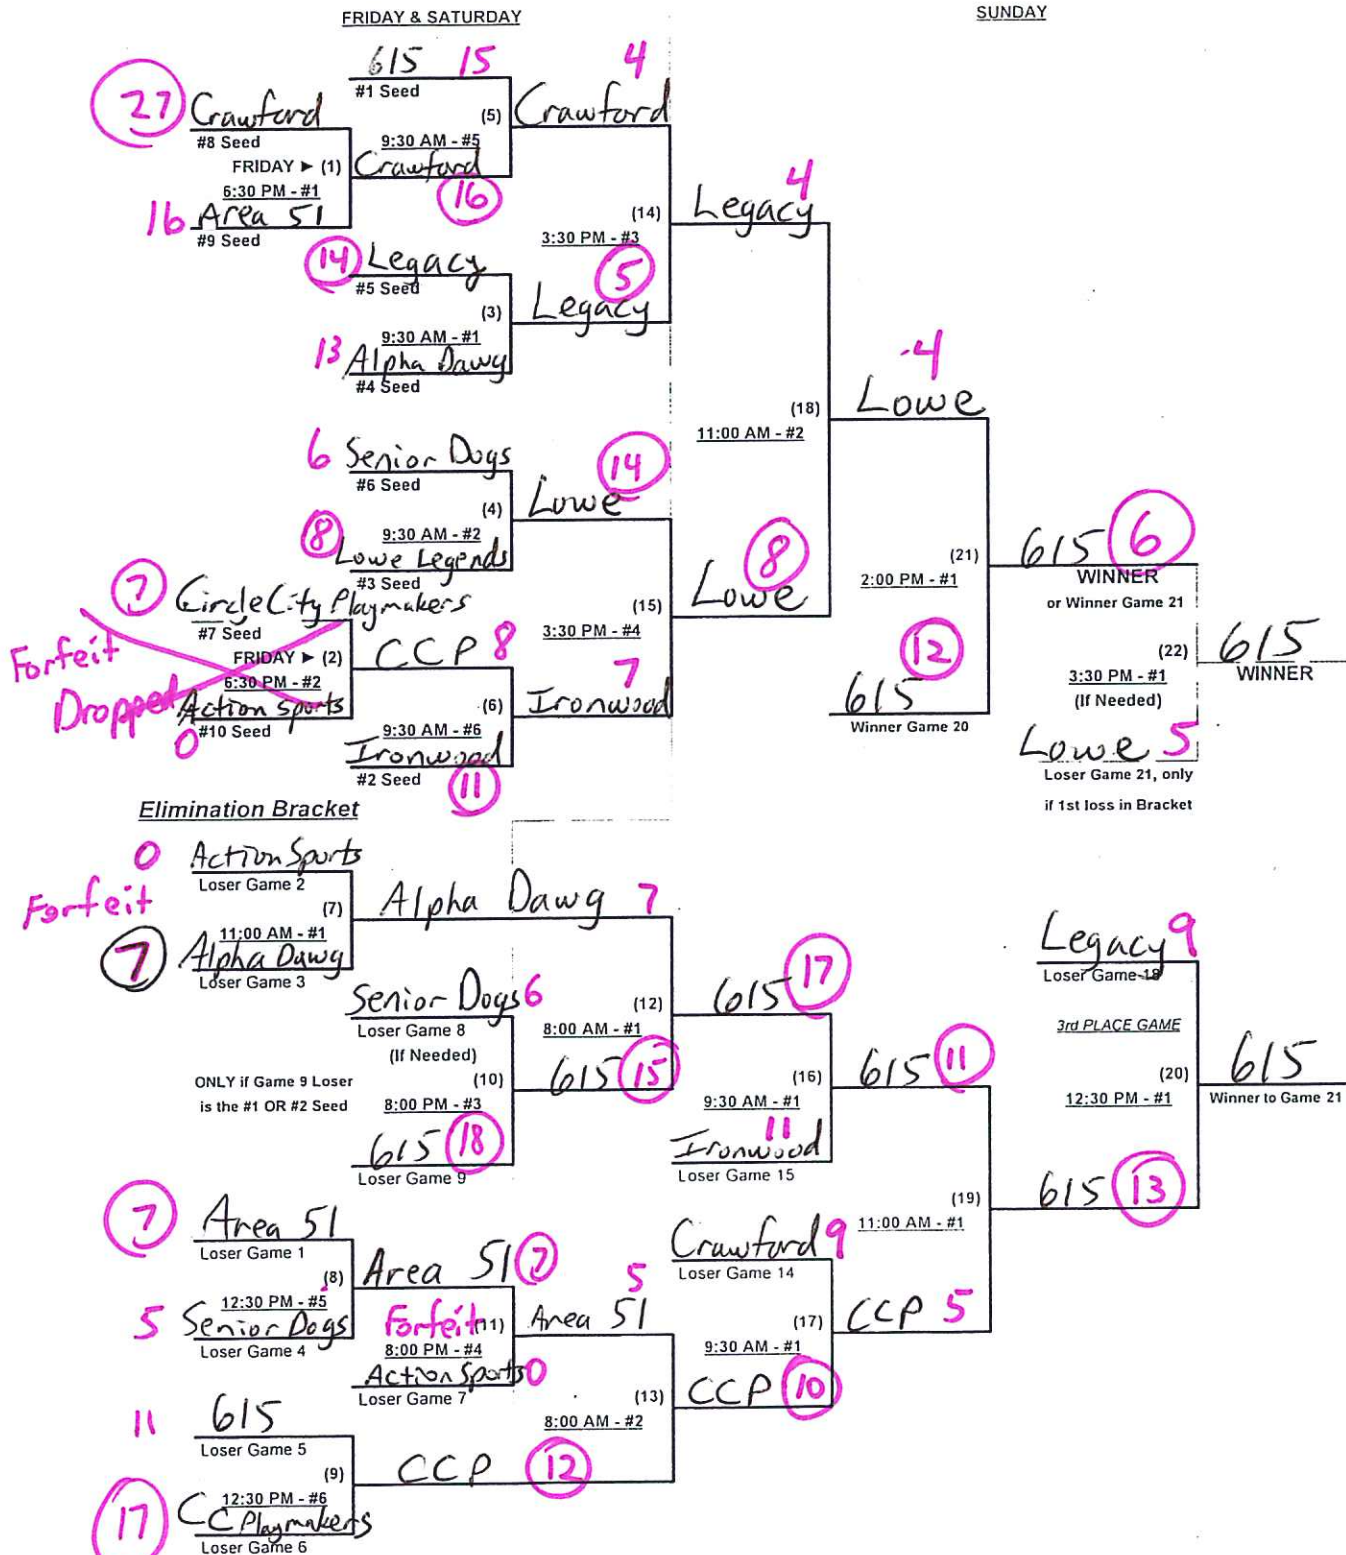 FRIDAY & SATURDAY
SUNDAY
615 15
#1 Seed
4
27 Crawford
#8 Seed
(5)
9:30 AM - #5
Crawford
FRIDAY ► (1)
6:30 PM - #1
Crawford
16
16 Area 51
#9 Seed
Legacy 4
(14)
3:30 PM - #3
14 Legacy
#5 Seed
5
(3)
9:30 AM - #1
Legacy
13 Alpha Dawg
#4 Seed
4
Lowe
(18)
11:00 AM - #2
6 Senior Dogs
#6 Seed
14
(4)
9:30 AM - #2
Lowe
8 Lowe Legends
#3 Seed
8
Lowe
615 6
WINNER
or Winner Game 21
(21)
2:00 PM - #1
7 Circle City Playmakers
#7 Seed
(15)
3:30 PM - #4
Forfeit
FRIDAY ► (2)
6:30 PM - #2
CCP 8
7
12
(22)
3:30 PM - #1
(If Needed)
615
WINNER
Dropped
Action Sports
0 #10 Seed
(6)
9:30 AM - #6
Ironwood
Ironwood
#2 Seed
11
615
Winner Game 20
Lowe 5
Loser Game 21, only
if 1st loss in Bracket
Elimination Bracket
0 Action Sports
Loser Game 2
Forfeit
(7)
11:00 AM - #1
Alpha Dawg 7
7 Alpha Dawg
Loser Game 3
Legacy 9
Loser Game 18
Senior Dogs 6
Loser Game 8
(If Needed)
(12)
8:00 AM - #1
615 17
3rd PLACE GAME
ONLY if Game 9 Loser
is the #1 OR #2 Seed
(10)
8:00 PM - #3
615 15
(16)
9:30 AM - #1
615 11
(20)
12:30 PM - #1
615
Winner to Game 21
615 18
Loser Game 9
11
Ironwood
Loser Game 15
7 Area 51
Loser Game 1
(19)
11:00 AM - #1
615 13
(8)
12:30 PM - #5
Area 51 7
5
Crawford 9
Loser Game 14
5 Senior Dogs
Loser Game 4
Forfeit (11)
8:00 PM - #4
Area 51
(17)
9:30 AM - #1
CCP 5
Action Sports 0
Loser Game 7
(13)
8:00 AM - #2
CCP 10
11 615
Loser Game 5
(9)
12:30 PM - #6
CCP 12
17 CC Playmakers
Loser Game 6